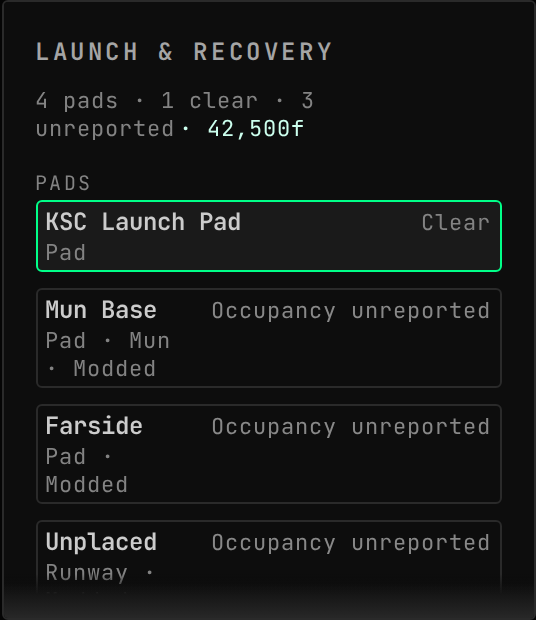 LAUNCH & RECOVERY
4 pads · 1 clear · 3
unreported · 42,500f
PADS
KSC Launch Pad Clear
Pad
Mun Base Occupancy unreported
Pad · Mun
· Modded
Farside Occupancy unreported
Pad ·
Modded
Unplaced Occupancy unreported
Runway ·